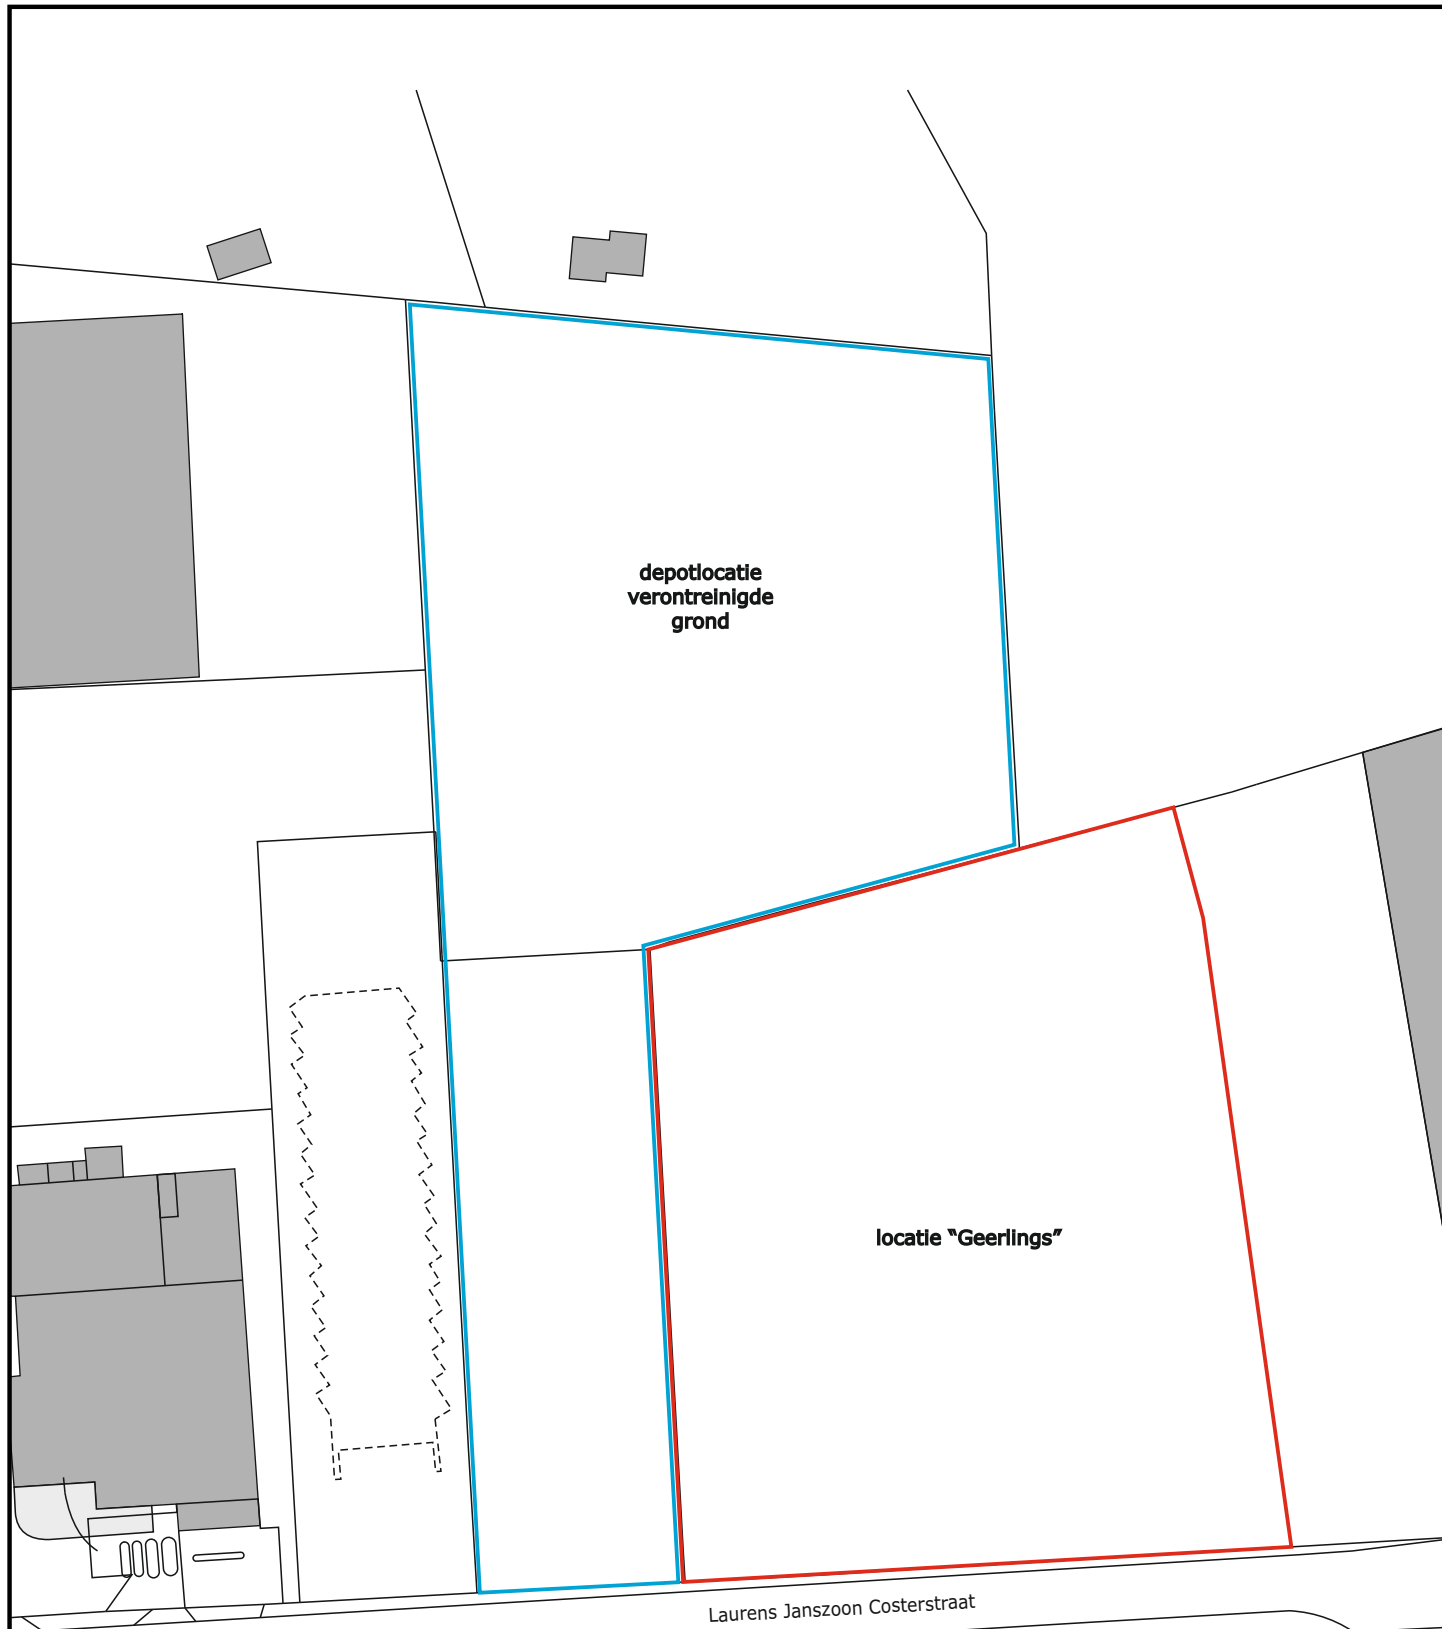 depotlocatie
verontreinigde
grond
locatie “Geerlings”
Laurens Janszoon Costerstraat